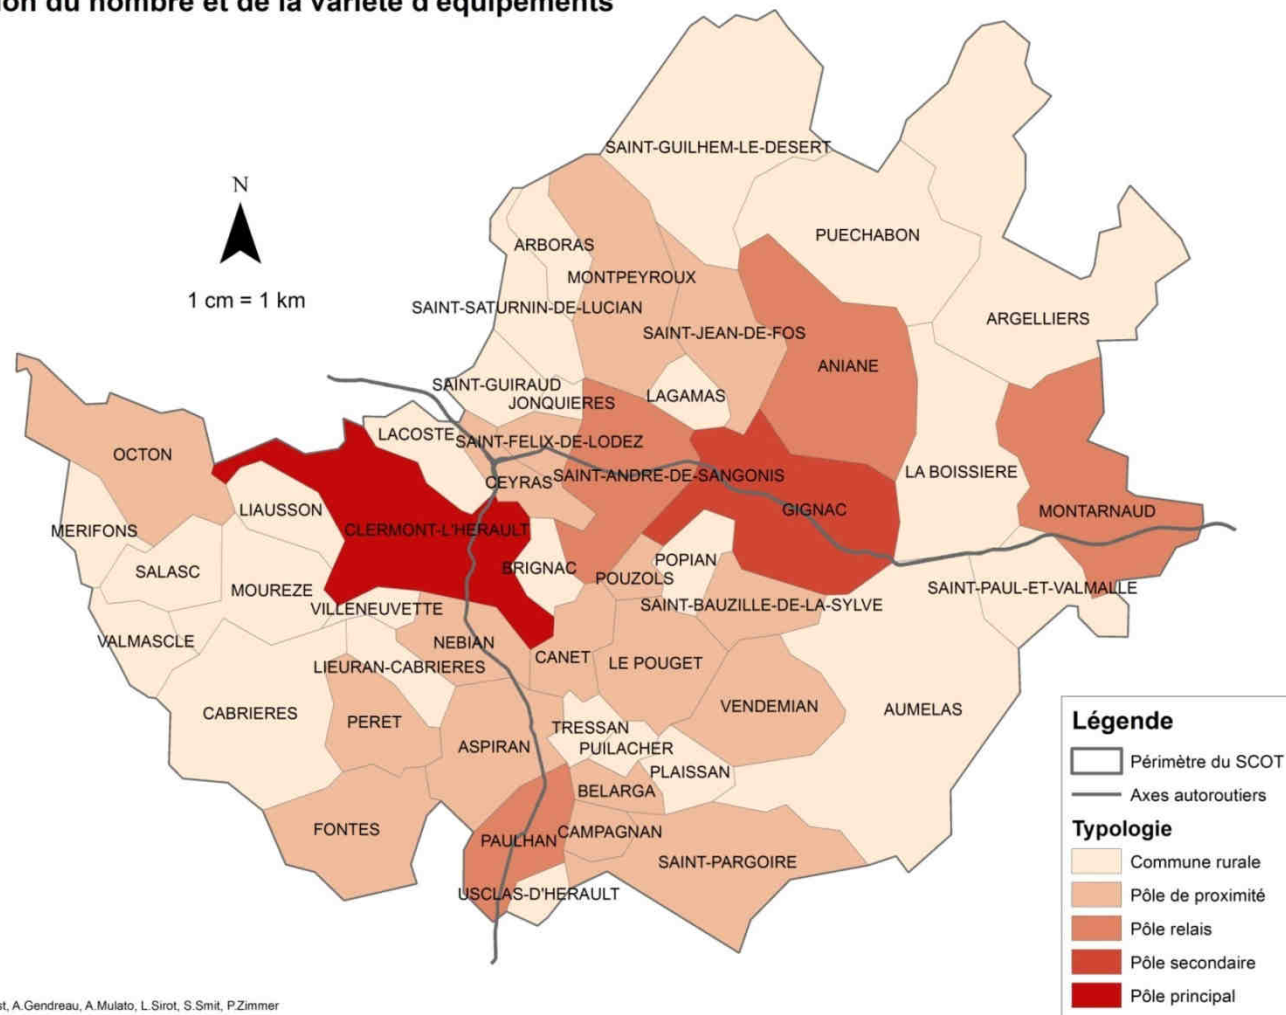 du nombre et de la variété d'équipements
N
1 cm = 1 km
SAINT-GUILHEM-LE-DESERT
PUECHABON
ARBORAS
MONTPEYROUX
SAINT-SATURNIN-DE-LUCIAN
ARGELLIERS
SAINT-JEAN-DE-FOS
ANIANE
SAINT-GUIRAUD
LAGAMAS
JONQUIERES
LACOSTE
SAINT-FELIX-DE-LODEZ
OCTON
LA BOISSIERE
SAINT-ANDRE-DE-SANGONIS
CEYRAS
LIAUSSON
GIGNAC
MONTARNAUD
MERIFONS
CLERMONT-L'HERAULT
POPIAN
BRIGNAC
SALASC
POUZOLS
MOUREZE
SAINT-PAUL-ET-VALMALLE
VILLENEUVETTE
SAINT-BAUZILLE-DE-LA-SYLVE
VALMASCLE
NEBIAN
CANET
LE POUGET
LIEURAN-CABRIERES
CABRIERES
PERET
VENDEMIAN
AUMELAS
TRESSAN
ASPIRAN
PUILACHER
PLAISSAN
BELARGA
FONTES
CAMPAGNAN
PAULHAN
SAINT-PARGOIRE
USCLAS-D'HERAULT
Légende
Périmètre du SCOT
Axes autoroutiers
Typologie
Commune rurale
Pôle de proximité
Pôle relais
Pôle secondaire
Pôle principal
A.Gendreau, A.Mulato, L.Sirot, S.Smit, P.Zimmer